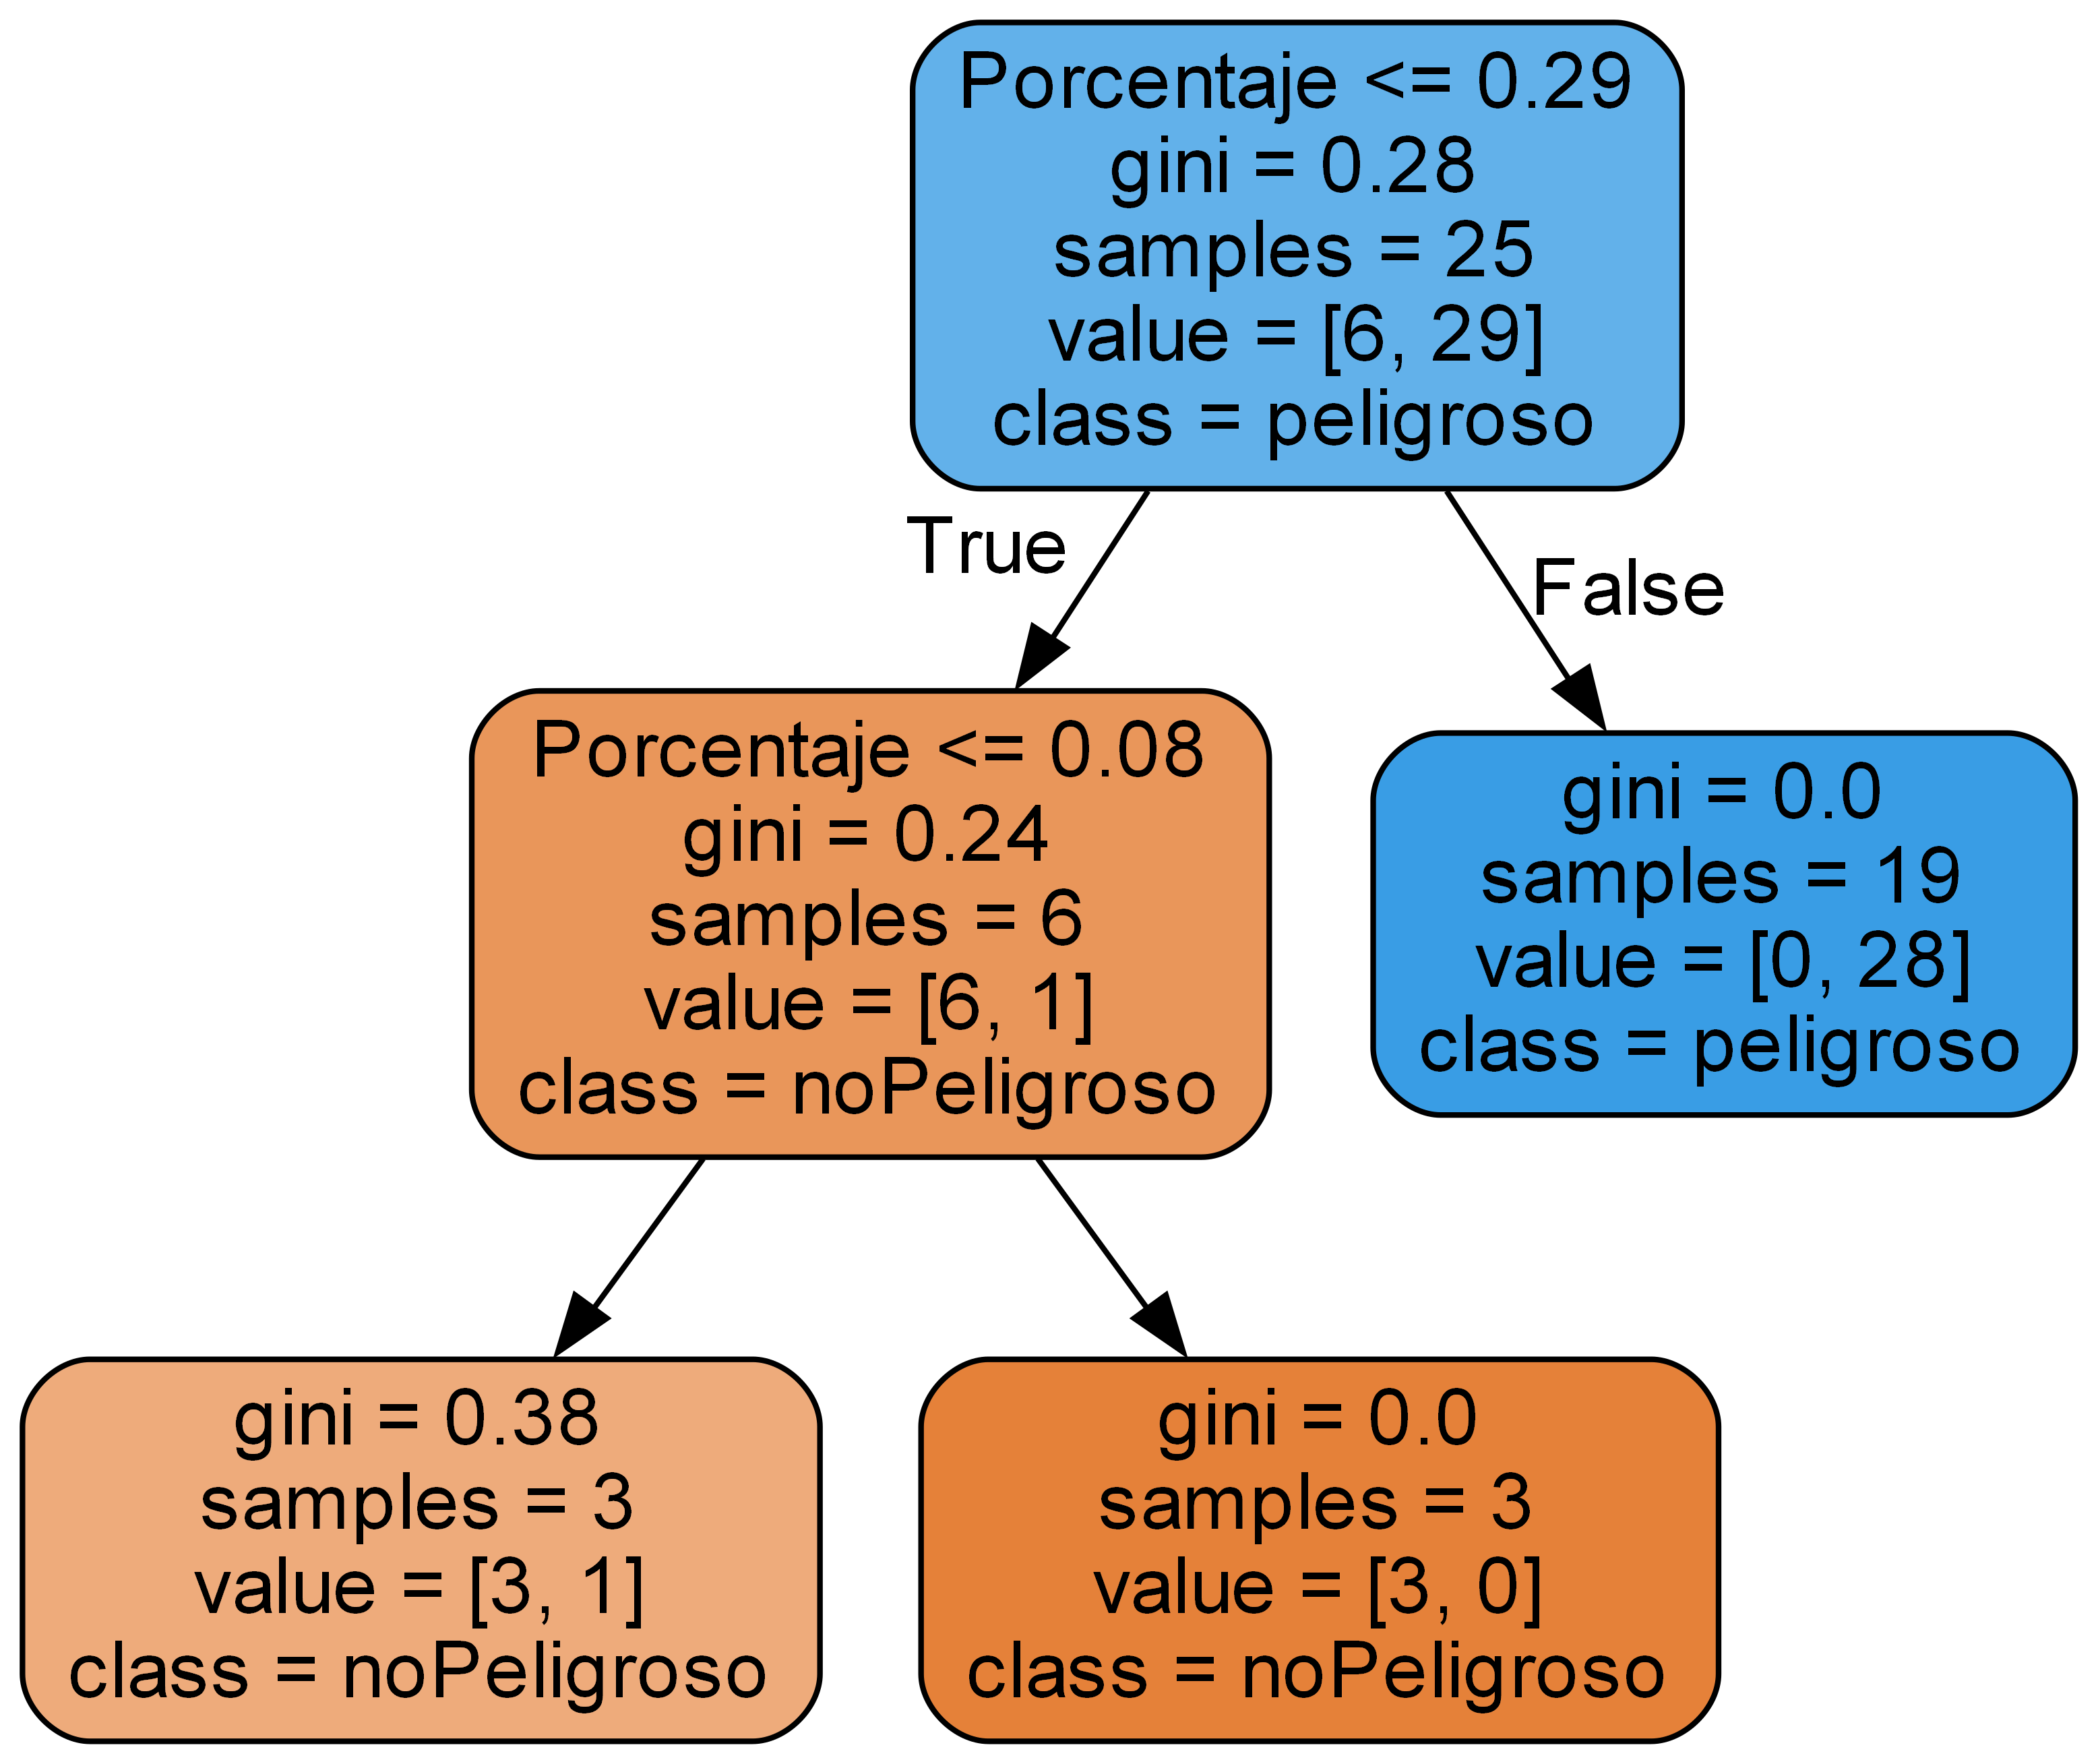 Porcentaje <= 0.29
gini = 0.28
samples = 25
value = [6, 29]
class = peligroso
True
False
Porcentaje <= 0.08
gini = 0.24
samples = 6
value = [6, 1]
class = noPeligroso
gini = 0.0
samples = 19
value = [0, 28]
class = peligroso
gini = 0.38
samples = 3
value = [3, 1]
class = noPeligroso
gini = 0.0
samples = 3
value = [3, 0]
class = noPeligroso